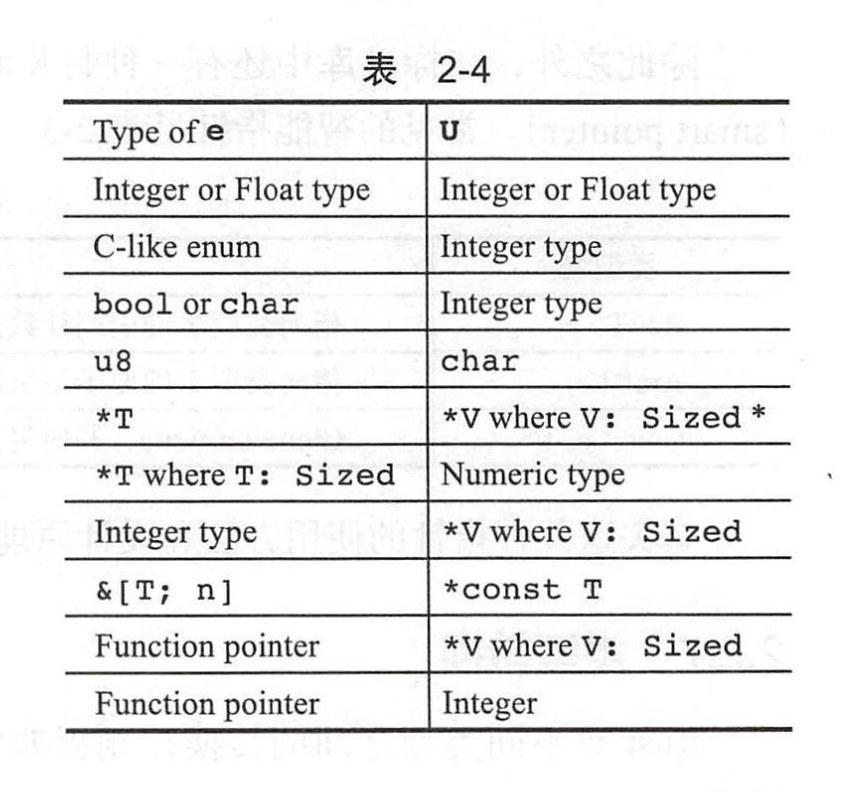 表 2-4
Type of e U
Integer or Float type Integer or Float type
C-like enum Integer type
bool or char Integer type
u8 char
*T *V where V: Sized *
*T where T: Sized Numeric type
Integer type *V where V: Sized
&[T; n] *const T
Function pointer *V where V: Sized
Function pointer Integer